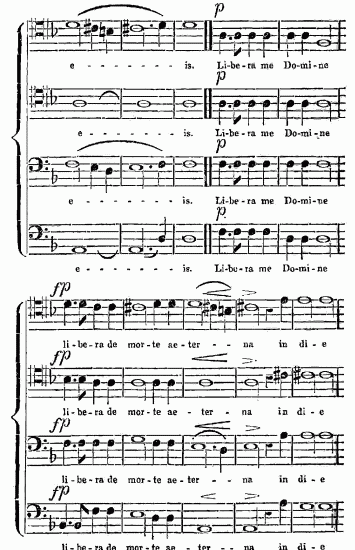 p
e - - - - - - - is. Li-be-ra me Do-mi-ne
p
e - - - - - - - is. Li-be-ra me Do-mi-ne
p
e - - - - - - - is. Li-be-ra me Do-mi-ne
p
e - - - - - - - is. Li-be-ra me Do-mi-ne
fp
li-be-ra de mor-te ae-ter - - na in di-e
fp
li-be-ra de mor-te ae-ter - - na in di-e
fp
li-be-ra de mor-te ae-ter - - na in di-e
fp
li-be-ra de mor-te ae-ter - - na in di-e